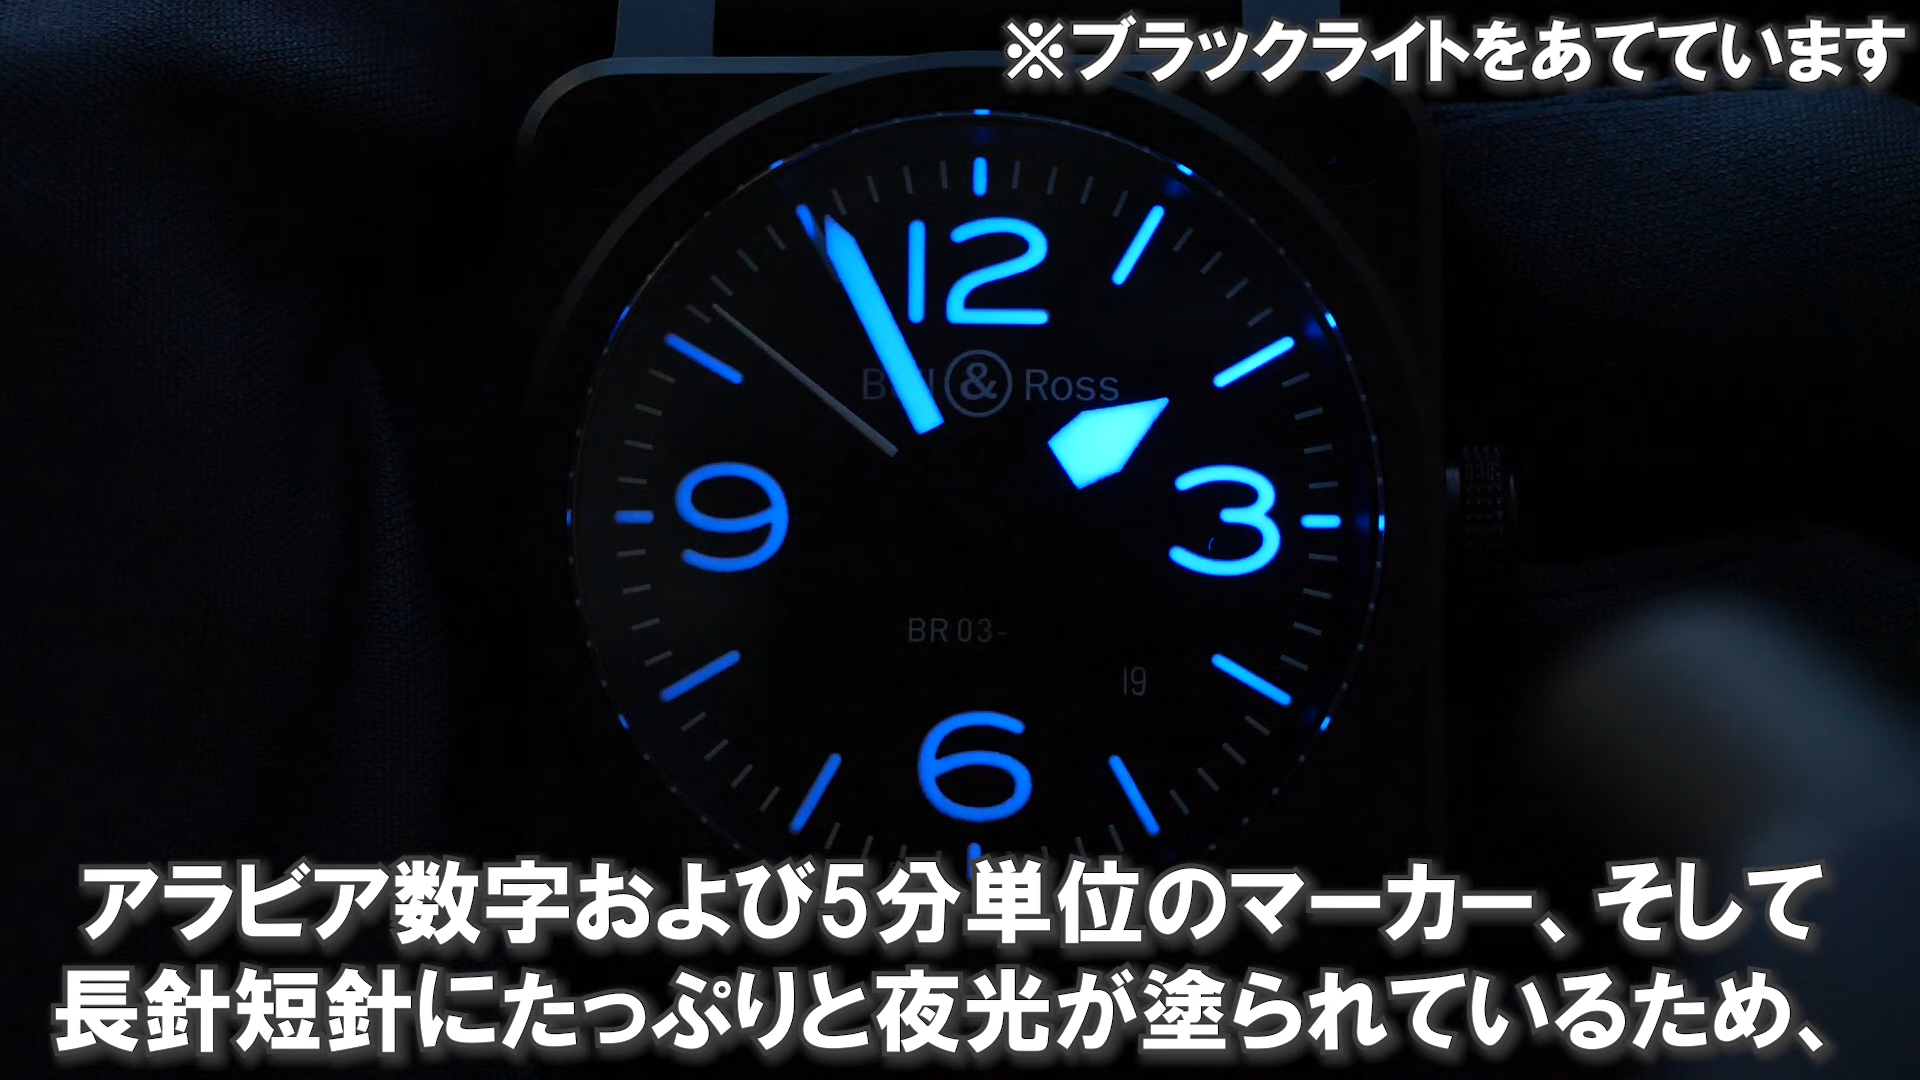 ※ブラックライトをあてています
12
Bell & Ross
9
3
BR 03-
19
6
アラビア数字および5分単位のマーカー、そして
長針短針にたっぷりと夜光が塗られているため、